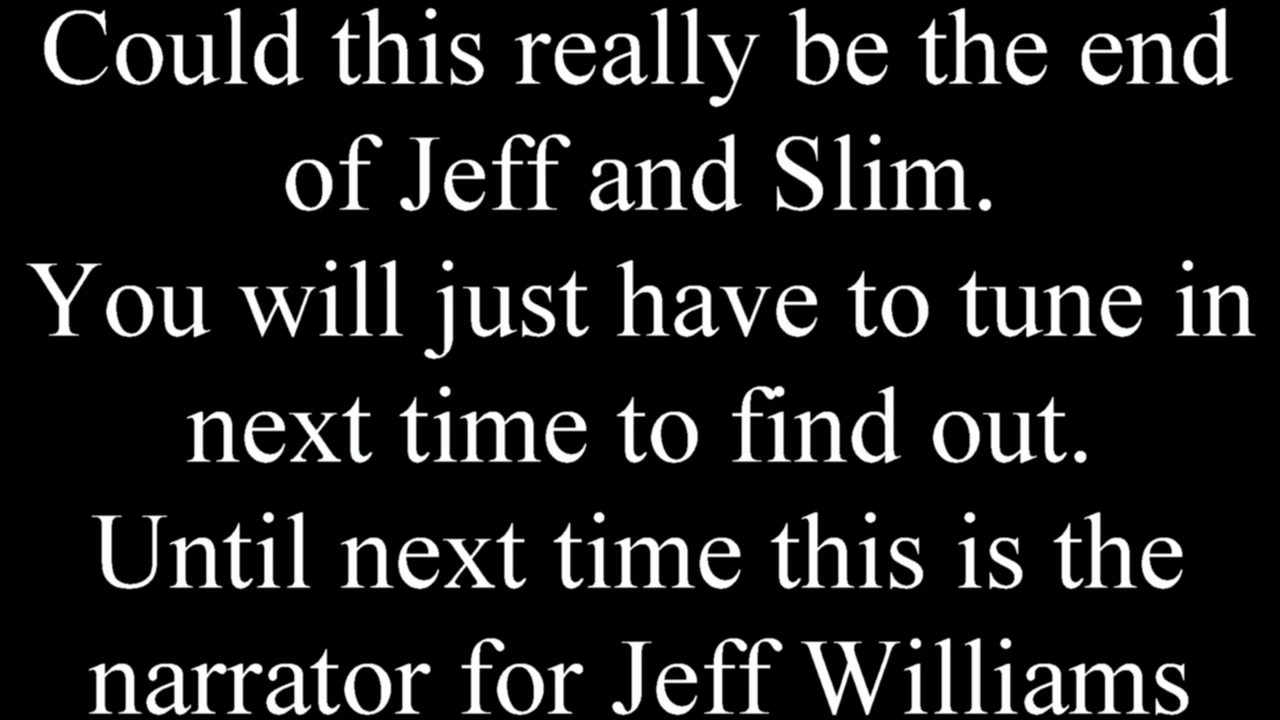 Could this really be the end
of Jeff and Slim.
You will just have to tune in
next time to find out.
Until next time this is the
narrator for Jeff Williams